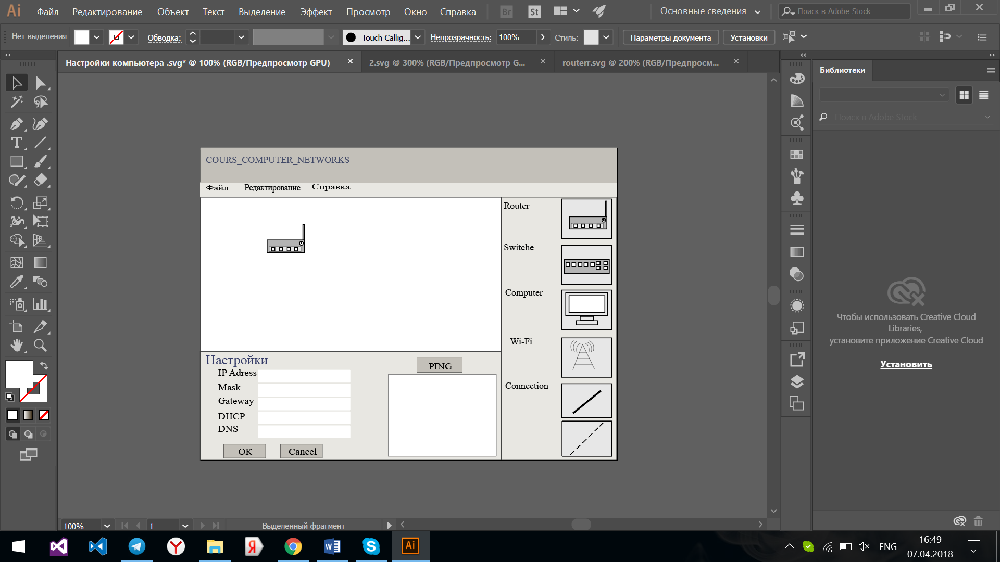 Ai Файл Редактирование Объект Текст Выделение Эффект Просмотр Окно Справка Br St Основные сведения Поиск в Adobe Stock
Нет выделения Обводка: Touch Callig... Непрозрачность: 100% Стиль: Параметры документа Установки
Настройки компьютера .svg* @ 100% (RGB/Предпросмотр GPU) 2.svg @ 300% (RGB/Предпросмотр G... routerr.svg @ 200% (RGB/Предпросм...
Библиотеки
Поиск в Adobe Stock
COURS_COMPUTER_NETWORKS
Файл Редактирование Справка
Router
Switche
Computer
Wi-Fi
Connection
Настройки
IP Adress
Mask
Gateway
DHCP
DNS
OK Cancel
PING
Чтобы использовать Creative Cloud
Libraries,
установите приложение Creative Cloud
Установить
100% 1 Выделенный фрагмент
Ai
ENG
16:49
07.04.2018